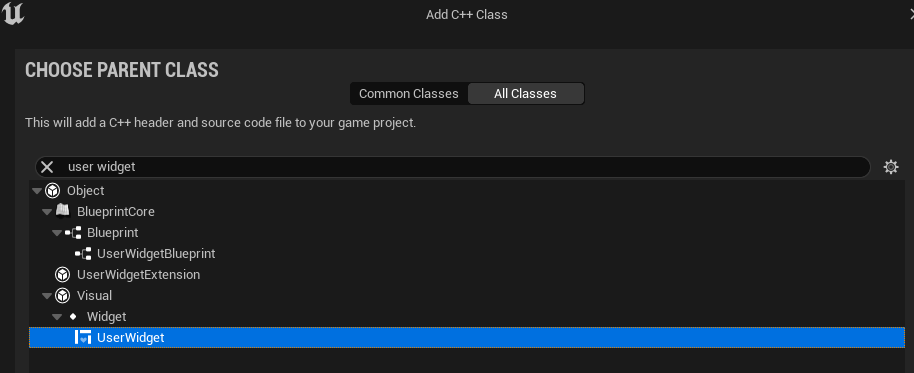 Add C++ Class
CHOOSE PARENT CLASS
Common Classes All Classes
This will add a C++ header and source code file to your game project.
user widget
Object
BlueprintCore
Blueprint
UserWidgetBlueprint
UserWidgetExtension
Visual
Widget
UserWidget